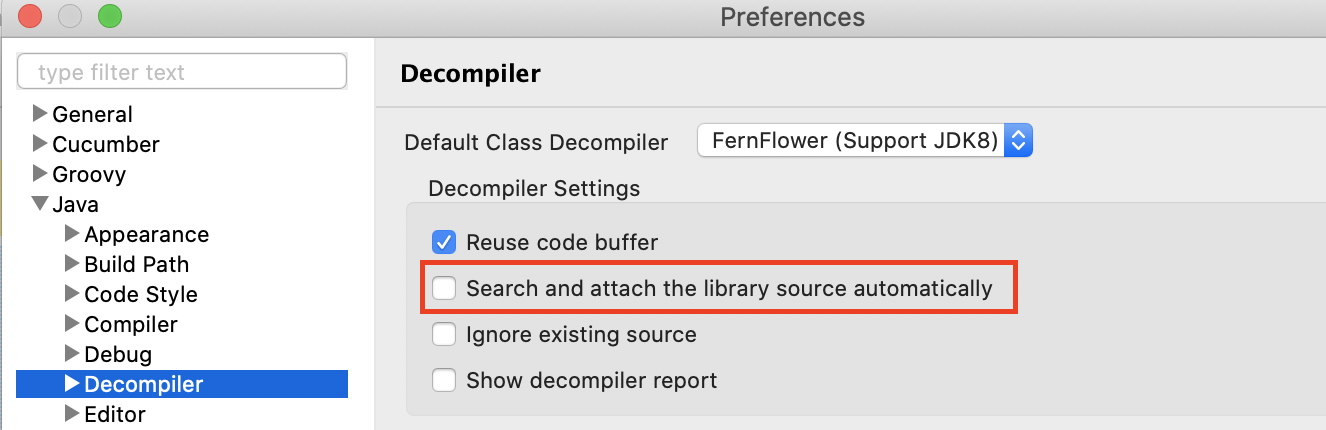 Preferences
type filter text
General
Cucumber
Groovy
Java
Appearance
Build Path
Code Style
Compiler
Debug
Decompiler
Editor
Decompiler
Default Class Decompiler FernFlower (Support JDK8)
Decompiler Settings
Reuse code buffer
Search and attach the library source automatically
Ignore existing source
Show decompiler report